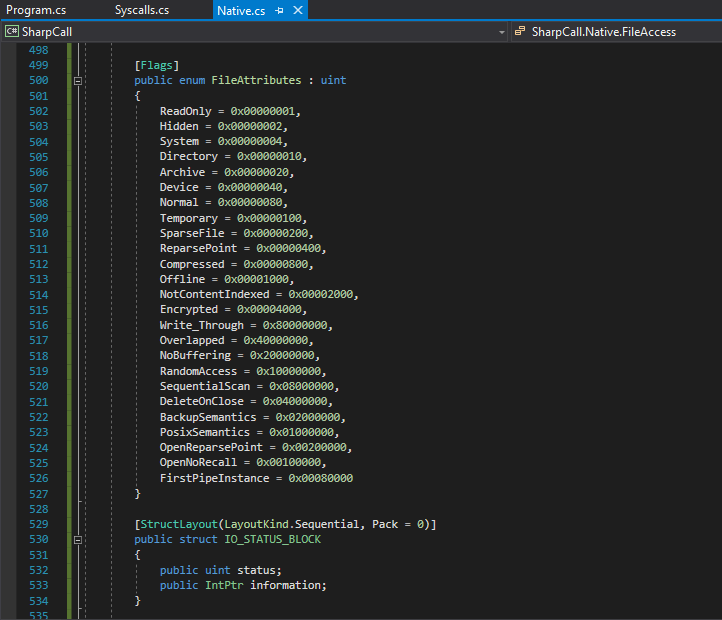 Program.cs Syscalls.cs Native.cs
C# SharpCall SharpCall.Native.FileAccess
498
499 [Flags]
500 public enum FileAttributes : uint
501 {
502 ReadOnly = 0x00000001,
503 Hidden = 0x00000002,
504 System = 0x00000004,
505 Directory = 0x00000010,
506 Archive = 0x00000020,
507 Device = 0x00000040,
508 Normal = 0x00000080,
509 Temporary = 0x00000100,
510 SparseFile = 0x00000200,
511 ReparsePoint = 0x00000400,
512 Compressed = 0x00000800,
513 Offline = 0x00001000,
514 NotContentIndexed = 0x00002000,
515 Encrypted = 0x00004000,
516 Write_Through = 0x80000000,
517 Overlapped = 0x40000000,
518 NoBuffering = 0x20000000,
519 RandomAccess = 0x10000000,
520 SequentialScan = 0x08000000,
521 DeleteOnClose = 0x04000000,
522 BackupSemantics = 0x02000000,
523 PosixSemantics = 0x01000000,
524 OpenReparsePoint = 0x00200000,
525 OpenNoRecall = 0x00100000,
526 FirstPipeInstance = 0x00080000
527 }
528
529 [StructLayout(LayoutKind.Sequential, Pack = 0)]
530 public struct IO_STATUS_BLOCK
531 {
532 public uint status;
533 public IntPtr information;
534 }
535